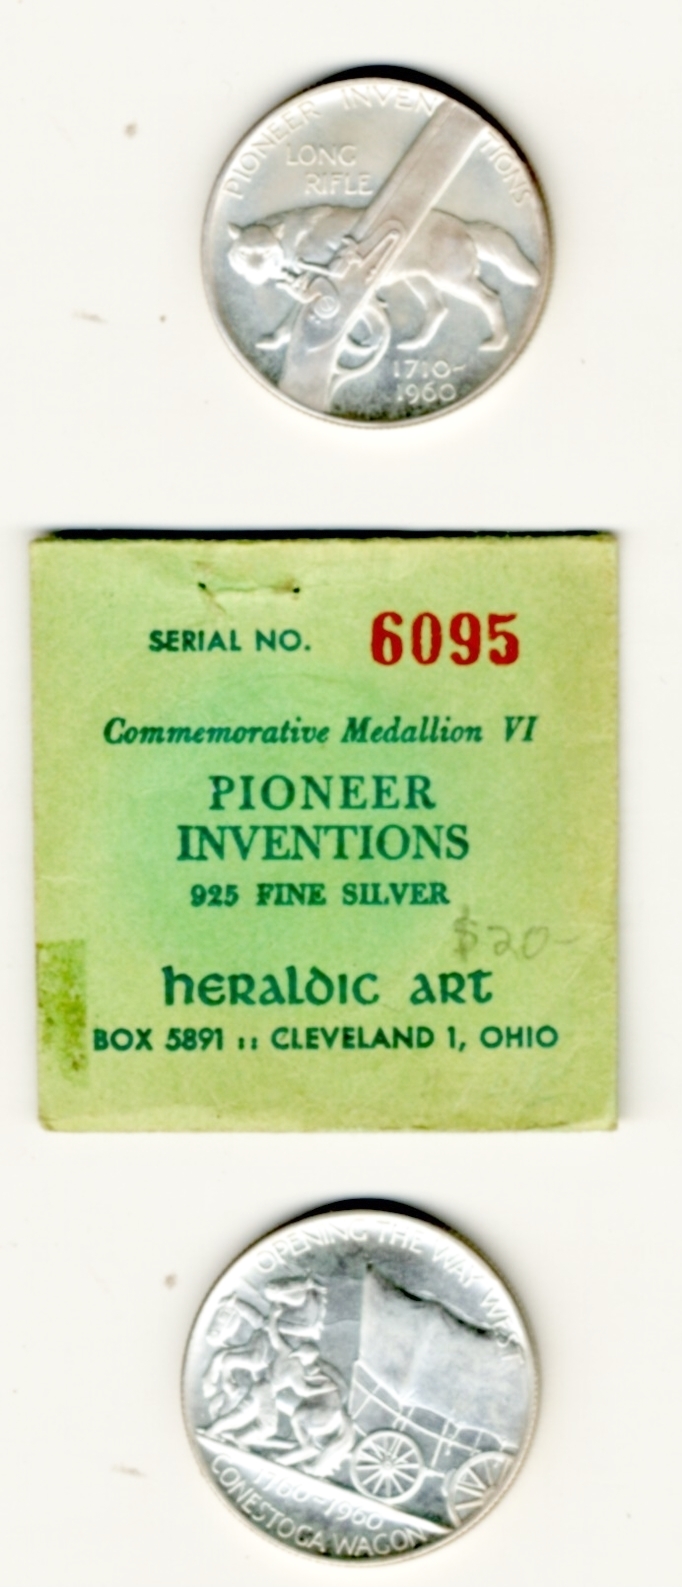 PIONEER INVENTIONS
LONG
RIFLE
1710-
1960
SERIAL NO. 6095
Commemorative Medallion VI
PIONEER
INVENTIONS
925 FINE SILVER
$20-
heraldic art
BOX 5891 :: CLEVELAND 1, OHIO
OPENING THE WAY WEST
1760-1960
CONESTOGA WAGON